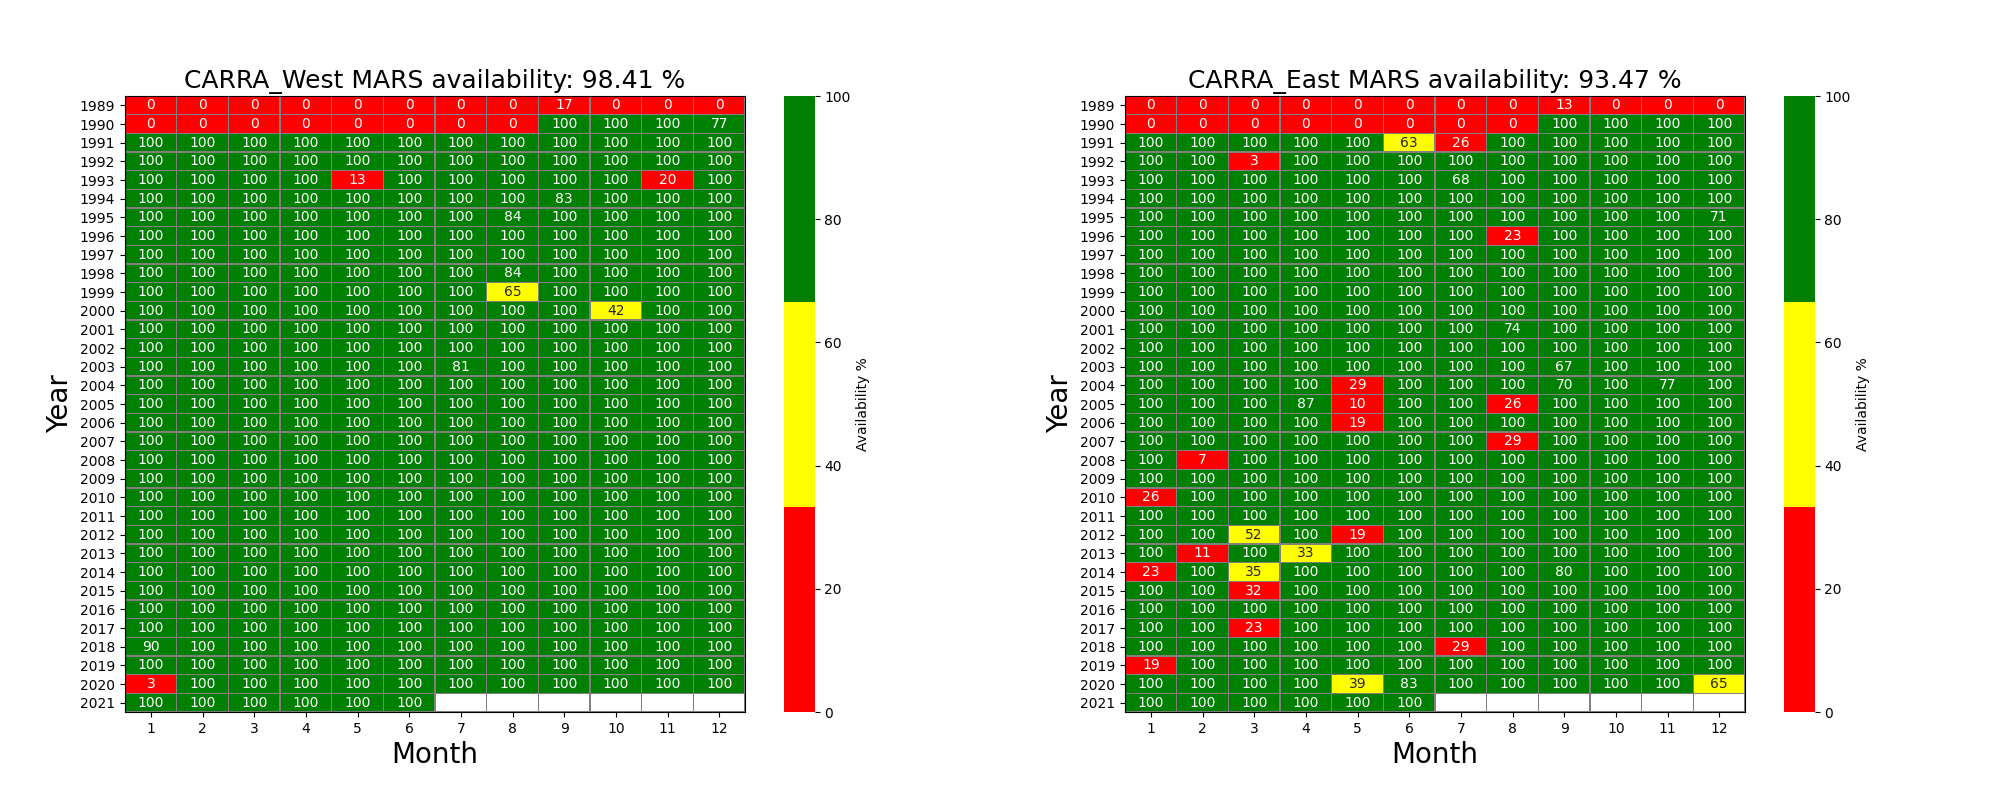 CARRA_West MARS availability: 98.41 %
1989 0 0 0 0 0 0 0 0 17 0 0 0
1990 0 0 0 0 0 0 0 0 100 100 100 77
1991 100 100 100 100 100 100 100 100 100 100 100 100
1992 100 100 100 100 100 100 100 100 100 100 100 100
1993 100 100 100 100 13 100 100 100 100 100 20 100
1994 100 100 100 100 100 100 100 100 83 100 100 100
1995 100 100 100 100 100 100 100 84 100 100 100 100
1996 100 100 100 100 100 100 100 100 100 100 100 100
1997 100 100 100 100 100 100 100 100 100 100 100 100
1998 100 100 100 100 100 100 100 84 100 100 100 100
1999 100 100 100 100 100 100 100 65 100 100 100 100
2000 100 100 100 100 100 100 100 100 100 42 100 100
2001 100 100 100 100 100 100 100 100 100 100 100 100
2002 100 100 100 100 100 100 100 100 100 100 100 100
2003 100 100 100 100 100 100 81 100 100 100 100 100
2004 100 100 100 100 100 100 100 100 100 100 100 100
2005 100 100 100 100 100 100 100 100 100 100 100 100
2006 100 100 100 100 100 100 100 100 100 100 100 100
2007 100 100 100 100 100 100 100 100 100 100 100 100
2008 100 100 100 100 100 100 100 100 100 100 100 100
2009 100 100 100 100 100 100 100 100 100 100 100 100
2010 100 100 100 100 100 100 100 100 100 100 100 100
2011 100 100 100 100 100 100 100 100 100 100 100 100
2012 100 100 100 100 100 100 100 100 100 100 100 100
2013 100 100 100 100 100 100 100 100 100 100 100 100
2014 100 100 100 100 100 100 100 100 100 100 100 100
2015 100 100 100 100 100 100 100 100 100 100 100 100
2016 100 100 100 100 100 100 100 100 100 100 100 100
2017 100 100 100 100 100 100 100 100 100 100 100 100
2018 90 100 100 100 100 100 100 100 100 100 100 100
2019 100 100 100 100 100 100 100 100 100 100 100 100
2020 3 100 100 100 100 100 100 100 100 100 100 100
2021 100 100 100 100 100 100
1 2 3 4 5 6 7 8 9 10 11 12
Month
Year
100
80
60
40
20
0
Availability %
CARRA_East MARS availability: 93.47 %
1989 0 0 0 0 0 0 0 0 13 0 0 0
1990 0 0 0 0 0 0 0 0 100 100 100 100
1991 100 100 100 100 100 63 26 100 100 100 100 100
1992 100 100 3 100 100 100 100 100 100 100 100 100
1993 100 100 100 100 100 100 68 100 100 100 100 100
1994 100 100 100 100 100 100 100 100 100 100 100 100
1995 100 100 100 100 100 100 100 100 100 100 100 71
1996 100 100 100 100 100 100 100 23 100 100 100 100
1997 100 100 100 100 100 100 100 100 100 100 100 100
1998 100 100 100 100 100 100 100 100 100 100 100 100
1999 100 100 100 100 100 100 100 100 100 100 100 100
2000 100 100 100 100 100 100 100 100 100 100 100 100
2001 100 100 100 100 100 100 100 74 100 100 100 100
2002 100 100 100 100 100 100 100 100 100 100 100 100
2003 100 100 100 100 100 100 100 100 67 100 100 100
2004 100 100 100 100 29 100 100 100 70 100 77 100
2005 100 100 100 87 10 100 100 26 100 100 100 100
2006 100 100 100 100 19 100 100 100 100 100 100 100
2007 100 100 100 100 100 100 100 29 100 100 100 100
2008 100 7 100 100 100 100 100 100 100 100 100 100
2009 100 100 100 100 100 100 100 100 100 100 100 100
2010 26 100 100 100 100 100 100 100 100 100 100 100
2011 100 100 100 100 100 100 100 100 100 100 100 100
2012 100 100 52 100 19 100 100 100 100 100 100 100
2013 100 11 100 33 100 100 100 100 100 100 100 100
2014 23 100 35 100 100 100 100 100 80 100 100 100
2015 100 100 32 100 100 100 100 100 100 100 100 100
2016 100 100 100 100 100 100 100 100 100 100 100 100
2017 100 100 23 100 100 100 100 100 100 100 100 100
2018 100 100 100 100 100 100 29 100 100 100 100 100
2019 19 100 100 100 100 100 100 100 100 100 100 100
2020 100 100 100 100 39 83 100 100 100 100 100 65
2021 100 100 100 100 100 100
1 2 3 4 5 6 7 8 9 10 11 12
Month
Year
100
80
60
40
20
0
Availability %